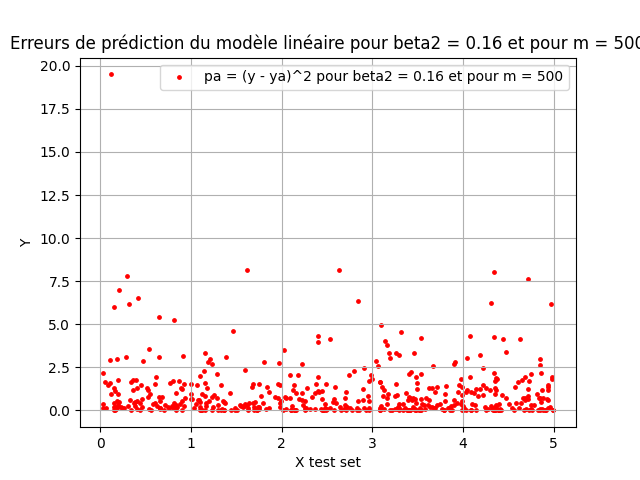 Erreurs de prédiction du modèle linéaire pour beta2 = 0.16 et pour m = 500
pa = (y - ya)^2 pour beta2 = 0.16 et pour m = 500
20.0
17.5
15.0
12.5
10.0
7.5
5.0
2.5
0.0
Y
0 1 2 3 4 5
X test set